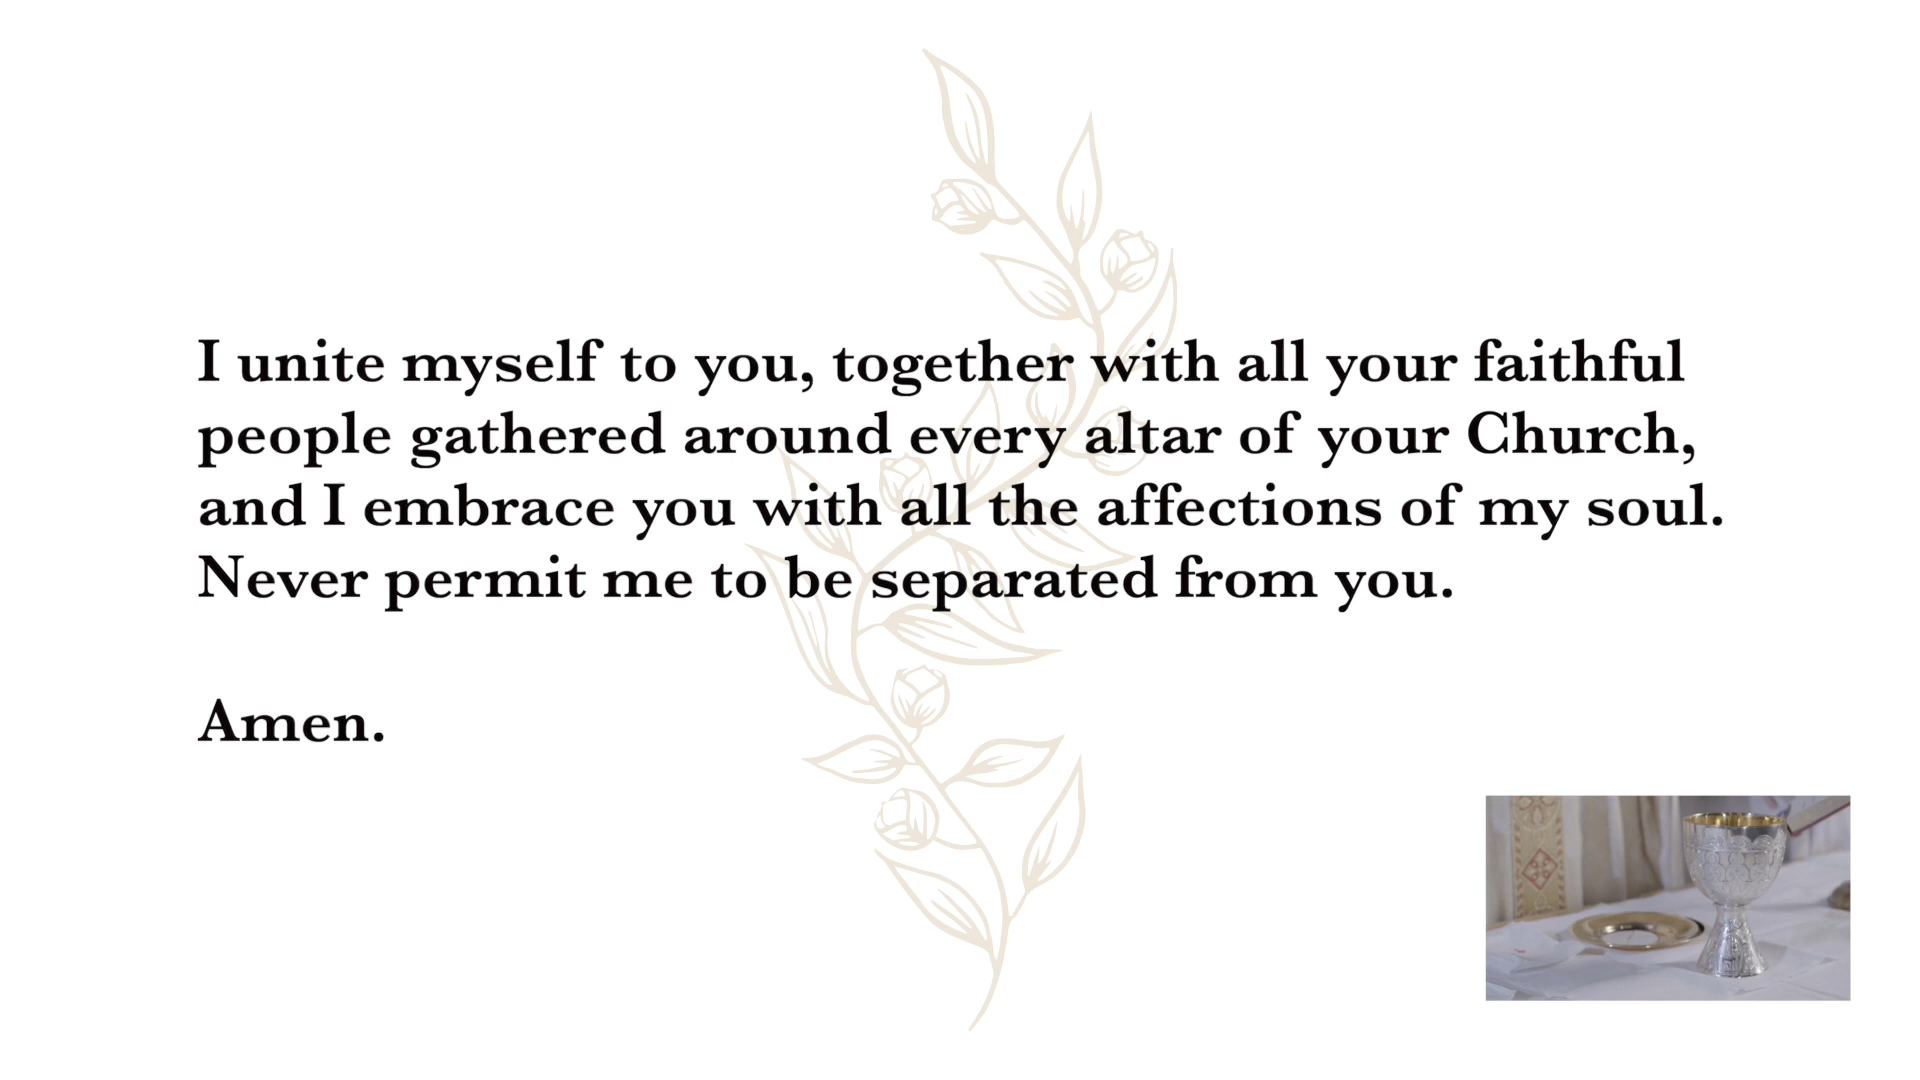 I unite myself to you, together with all your faithful
people gathered around every altar of your Church,
and I embrace you with all the affections of my soul.
Never permit me to be separated from you.
Amen.